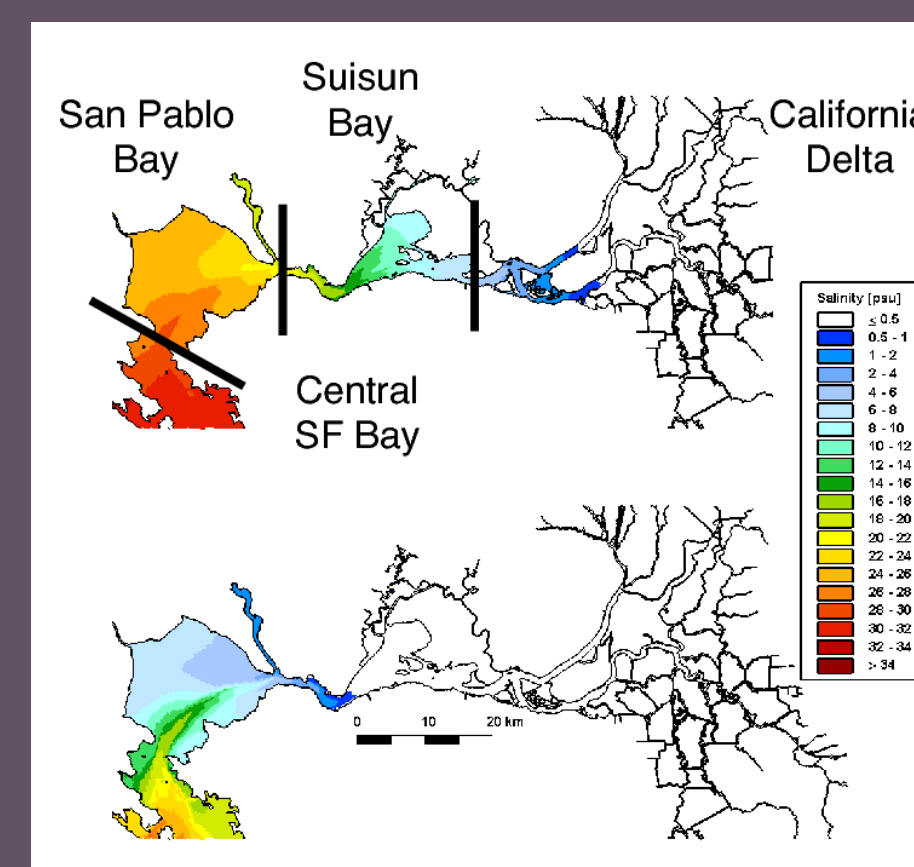 Suisun
Bay
San Pablo
Bay
California
Delta
Central
SF Bay
Salinity [psu]
≤ 0.5
0.5 - 1
1 - 2
2 - 4
4 - 6
6 - 8
8 - 10
10 - 12
12 - 14
14 - 16
16 - 18
18 - 20
20 - 22
22 - 24
24 - 26
26 - 28
28 - 30
30 - 32
32 - 34
> 34
0 10 20 km